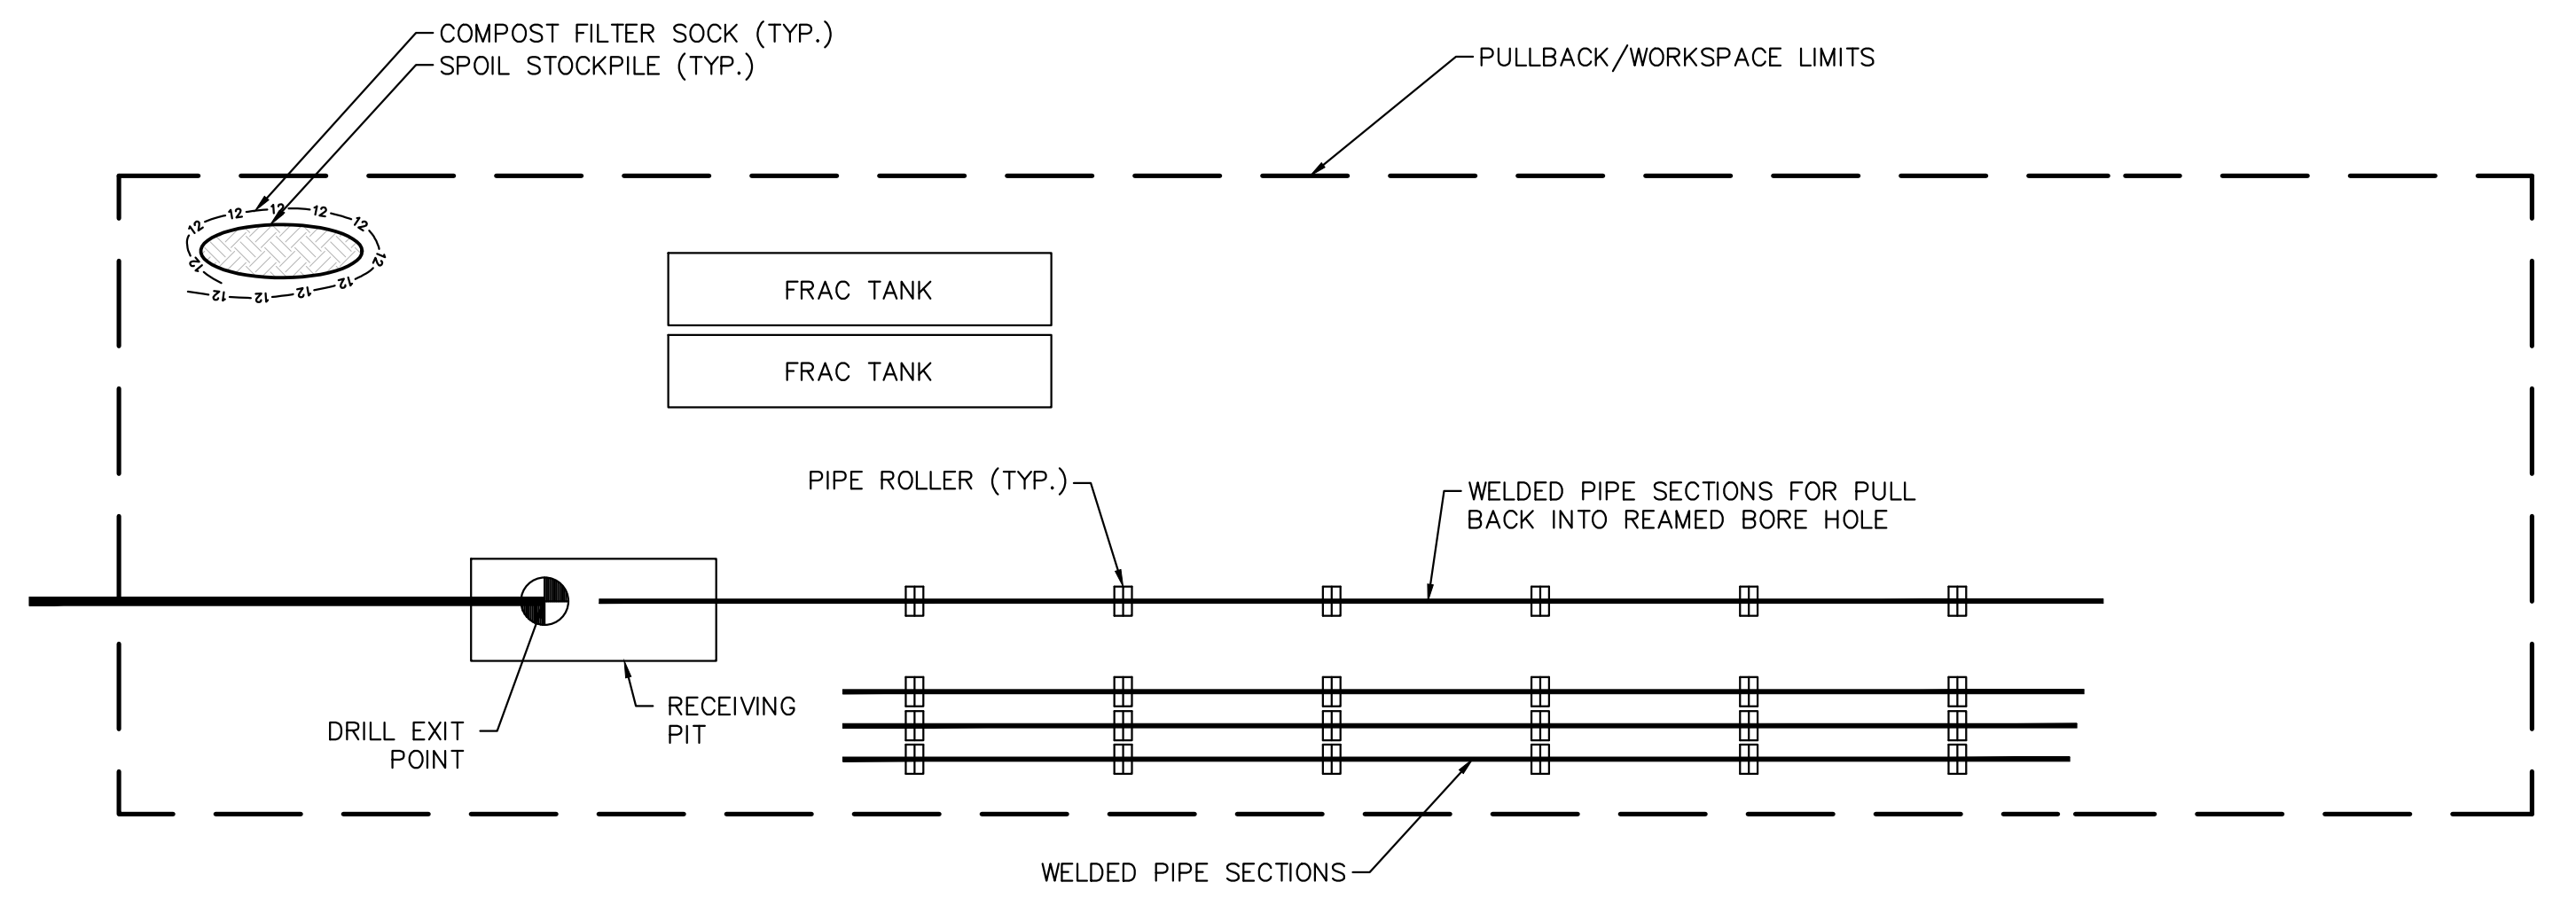 COMPOST FILTER SOCK (TYP.)
SPOIL STOCKPILE (TYP.)
PULLBACK/WORKSPACE LIMITS
12 12 12 12 12
12 12
12 12 12 12
FRAC TANK
FRAC TANK
PIPE ROLLER (TYP.)
WELDED PIPE SECTIONS FOR PULL
BACK INTO REAMED BORE HOLE
RECEIVING
PIT
DRILL EXIT
POINT
WELDED PIPE SECTIONS